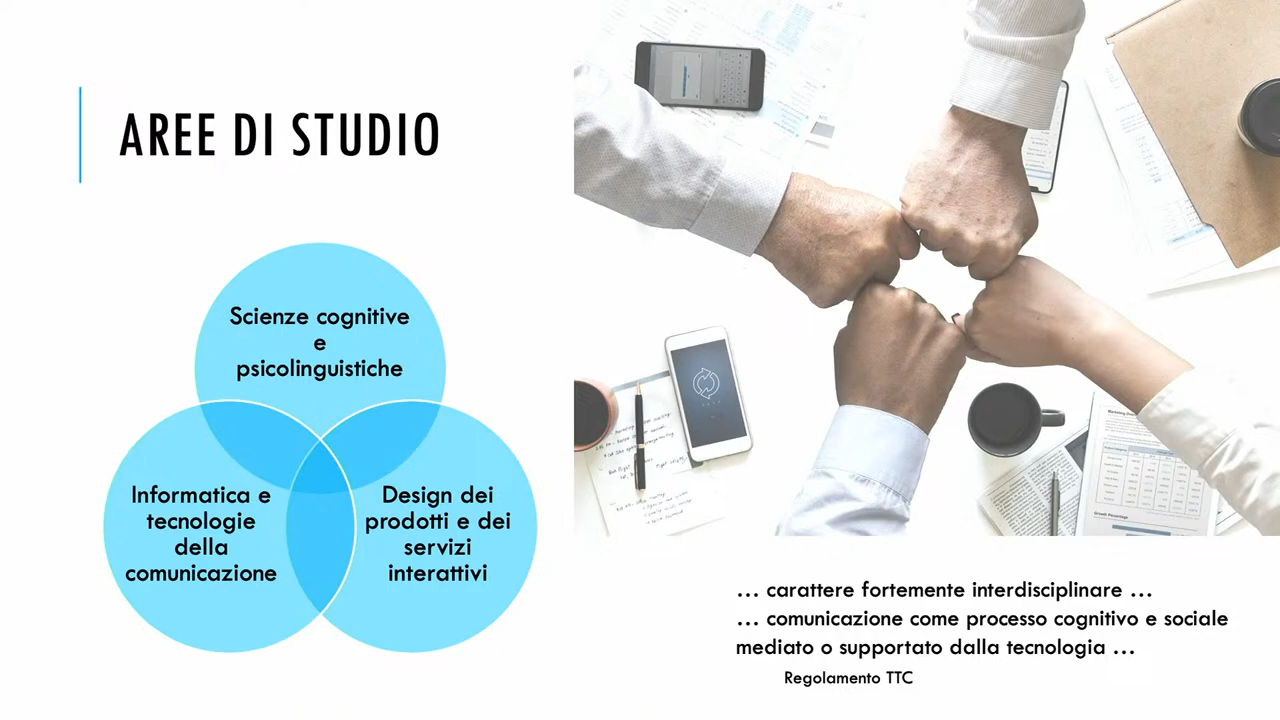 AREE DI STUDIO
Scienze cognitive
e
psicolinguistiche
Informatica e
tecnologie
della
comunicazione
Design dei
prodotti e dei
servizi
interattivi
… carattere fortemente interdisciplinare …
… comunicazione come processo cognitivo e sociale
mediato o supportato dalla tecnologia …
Regolamento TTC